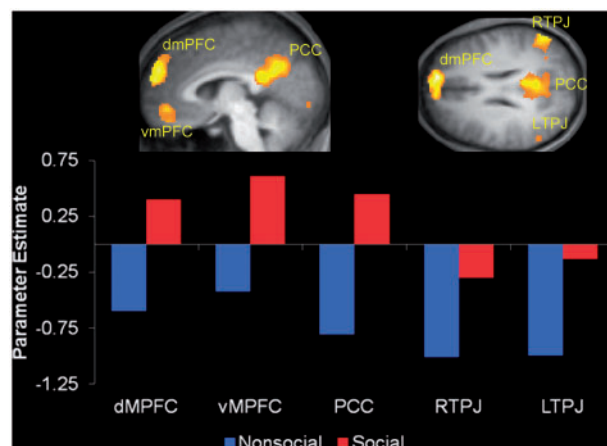 dmPFC
PCC
vmPFC
RTPJ
dmPFC
PCC
LTPJ
0.75
0.25
-0.25
-0.75
-1.25
Parameter Estimate
dMPFC vMPFC PCC RTPJ LTPJ
Nonsocial Social